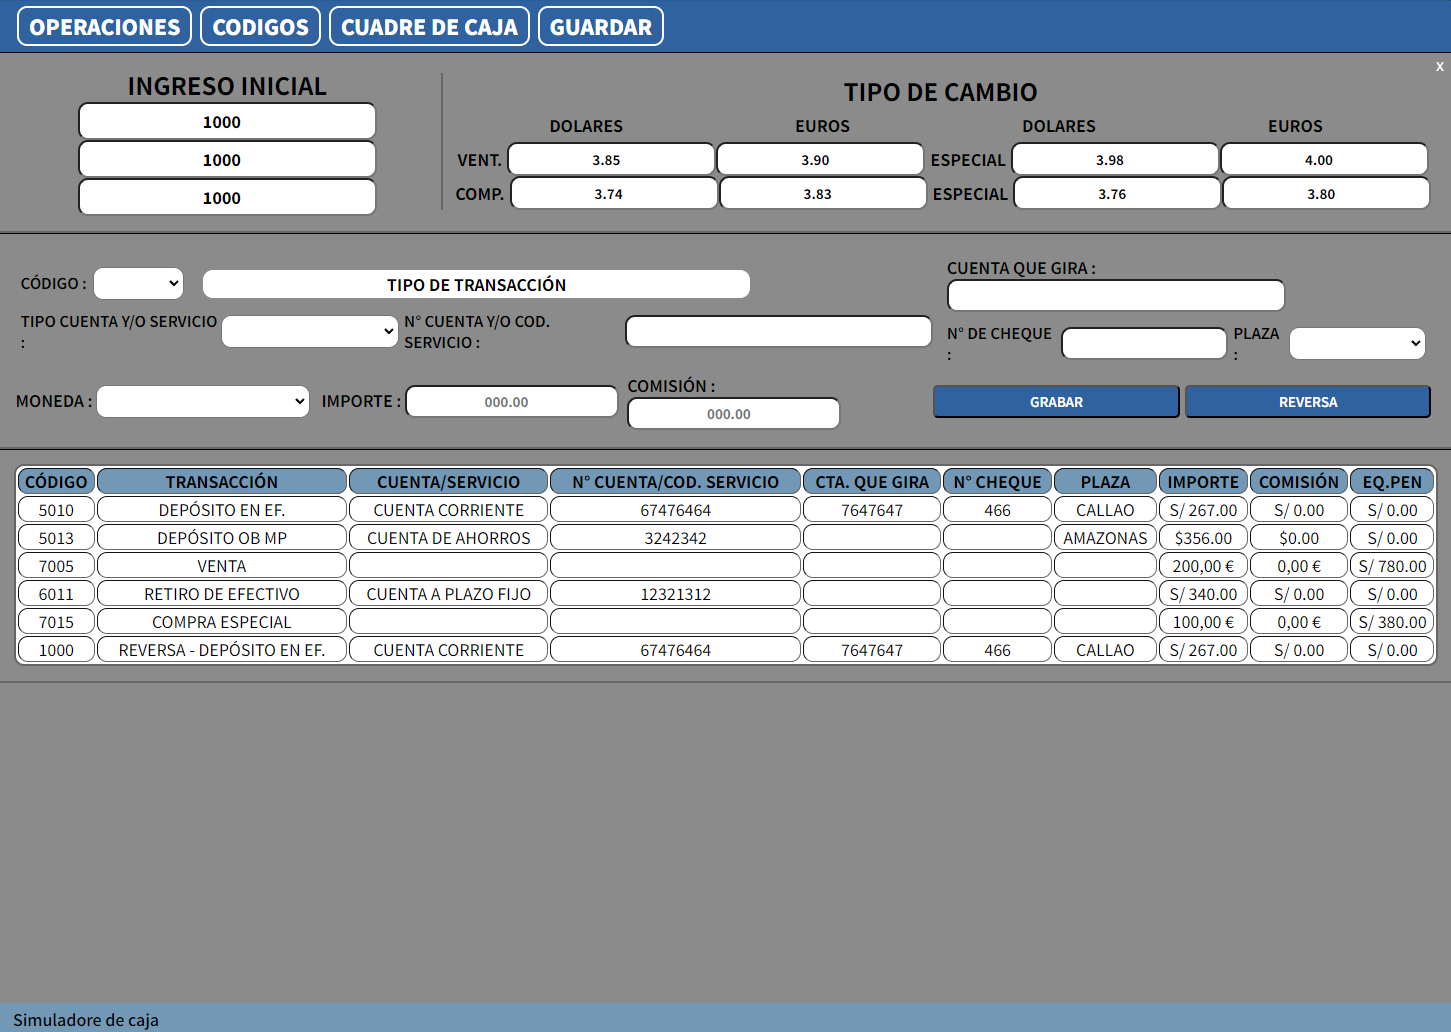 OPERACIONES CODIGOS CUADRE DE CAJA GUARDAR
x
INGRESO INICIAL
1000
1000
1000
TIPO DE CAMBIO
DOLARES EUROS DOLARES EUROS
VENT. 3.85 3.90 ESPECIAL 3.98 4.00
COMP. 3.74 3.83 ESPECIAL 3.76 3.80
CÓDIGO : TIPO DE TRANSACCIÓN
CUENTA QUE GIRA :
TIPO CUENTA Y/O SERVICIO
:
N° CUENTA Y/O COD.
SERVICIO :
N° DE CHEQUE
:
PLAZA
:
MONEDA : IMPORTE : 000.00
COMISIÓN :
000.00
GRABAR REVERSA
CÓDIGO TRANSACCIÓN CUENTA/SERVICIO N° CUENTA/COD. SERVICIO CTA. QUE GIRA N° CHEQUE PLAZA IMPORTE COMISIÓN EQ.PEN
5010 DEPÓSITO EN EF. CUENTA CORRIENTE 67476464 7647647 466 CALLAO S/ 267.00 S/ 0.00 S/ 0.00
5013 DEPÓSITO OB MP CUENTA DE AHORROS 3242342 AMAZONAS $356.00 $0.00 S/ 0.00
7005 VENTA 200,00 € 0,00 € S/ 780.00
6011 RETIRO DE EFECTIVO CUENTA A PLAZO FIJO 12321312 S/ 340.00 S/ 0.00 S/ 0.00
7015 COMPRA ESPECIAL 100,00 € 0,00 € S/ 380.00
1000 REVERSA - DEPÓSITO EN EF. CUENTA CORRIENTE 67476464 7647647 466 CALLAO S/ 267.00 S/ 0.00 S/ 0.00
Simuladore de caja